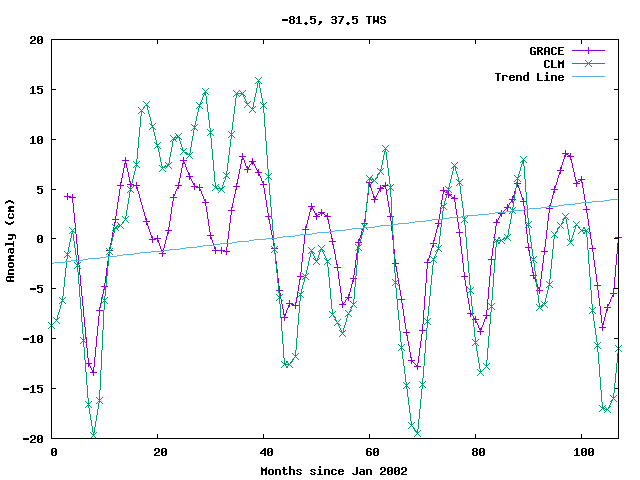 -81.5, 37.5 TWS
GRACE
CLM
Trend Line
20
15
10
5
0
-5
-10
-15
-20
Anomaly (cm)
0 20 40 60 80 100
Months since Jan 2002